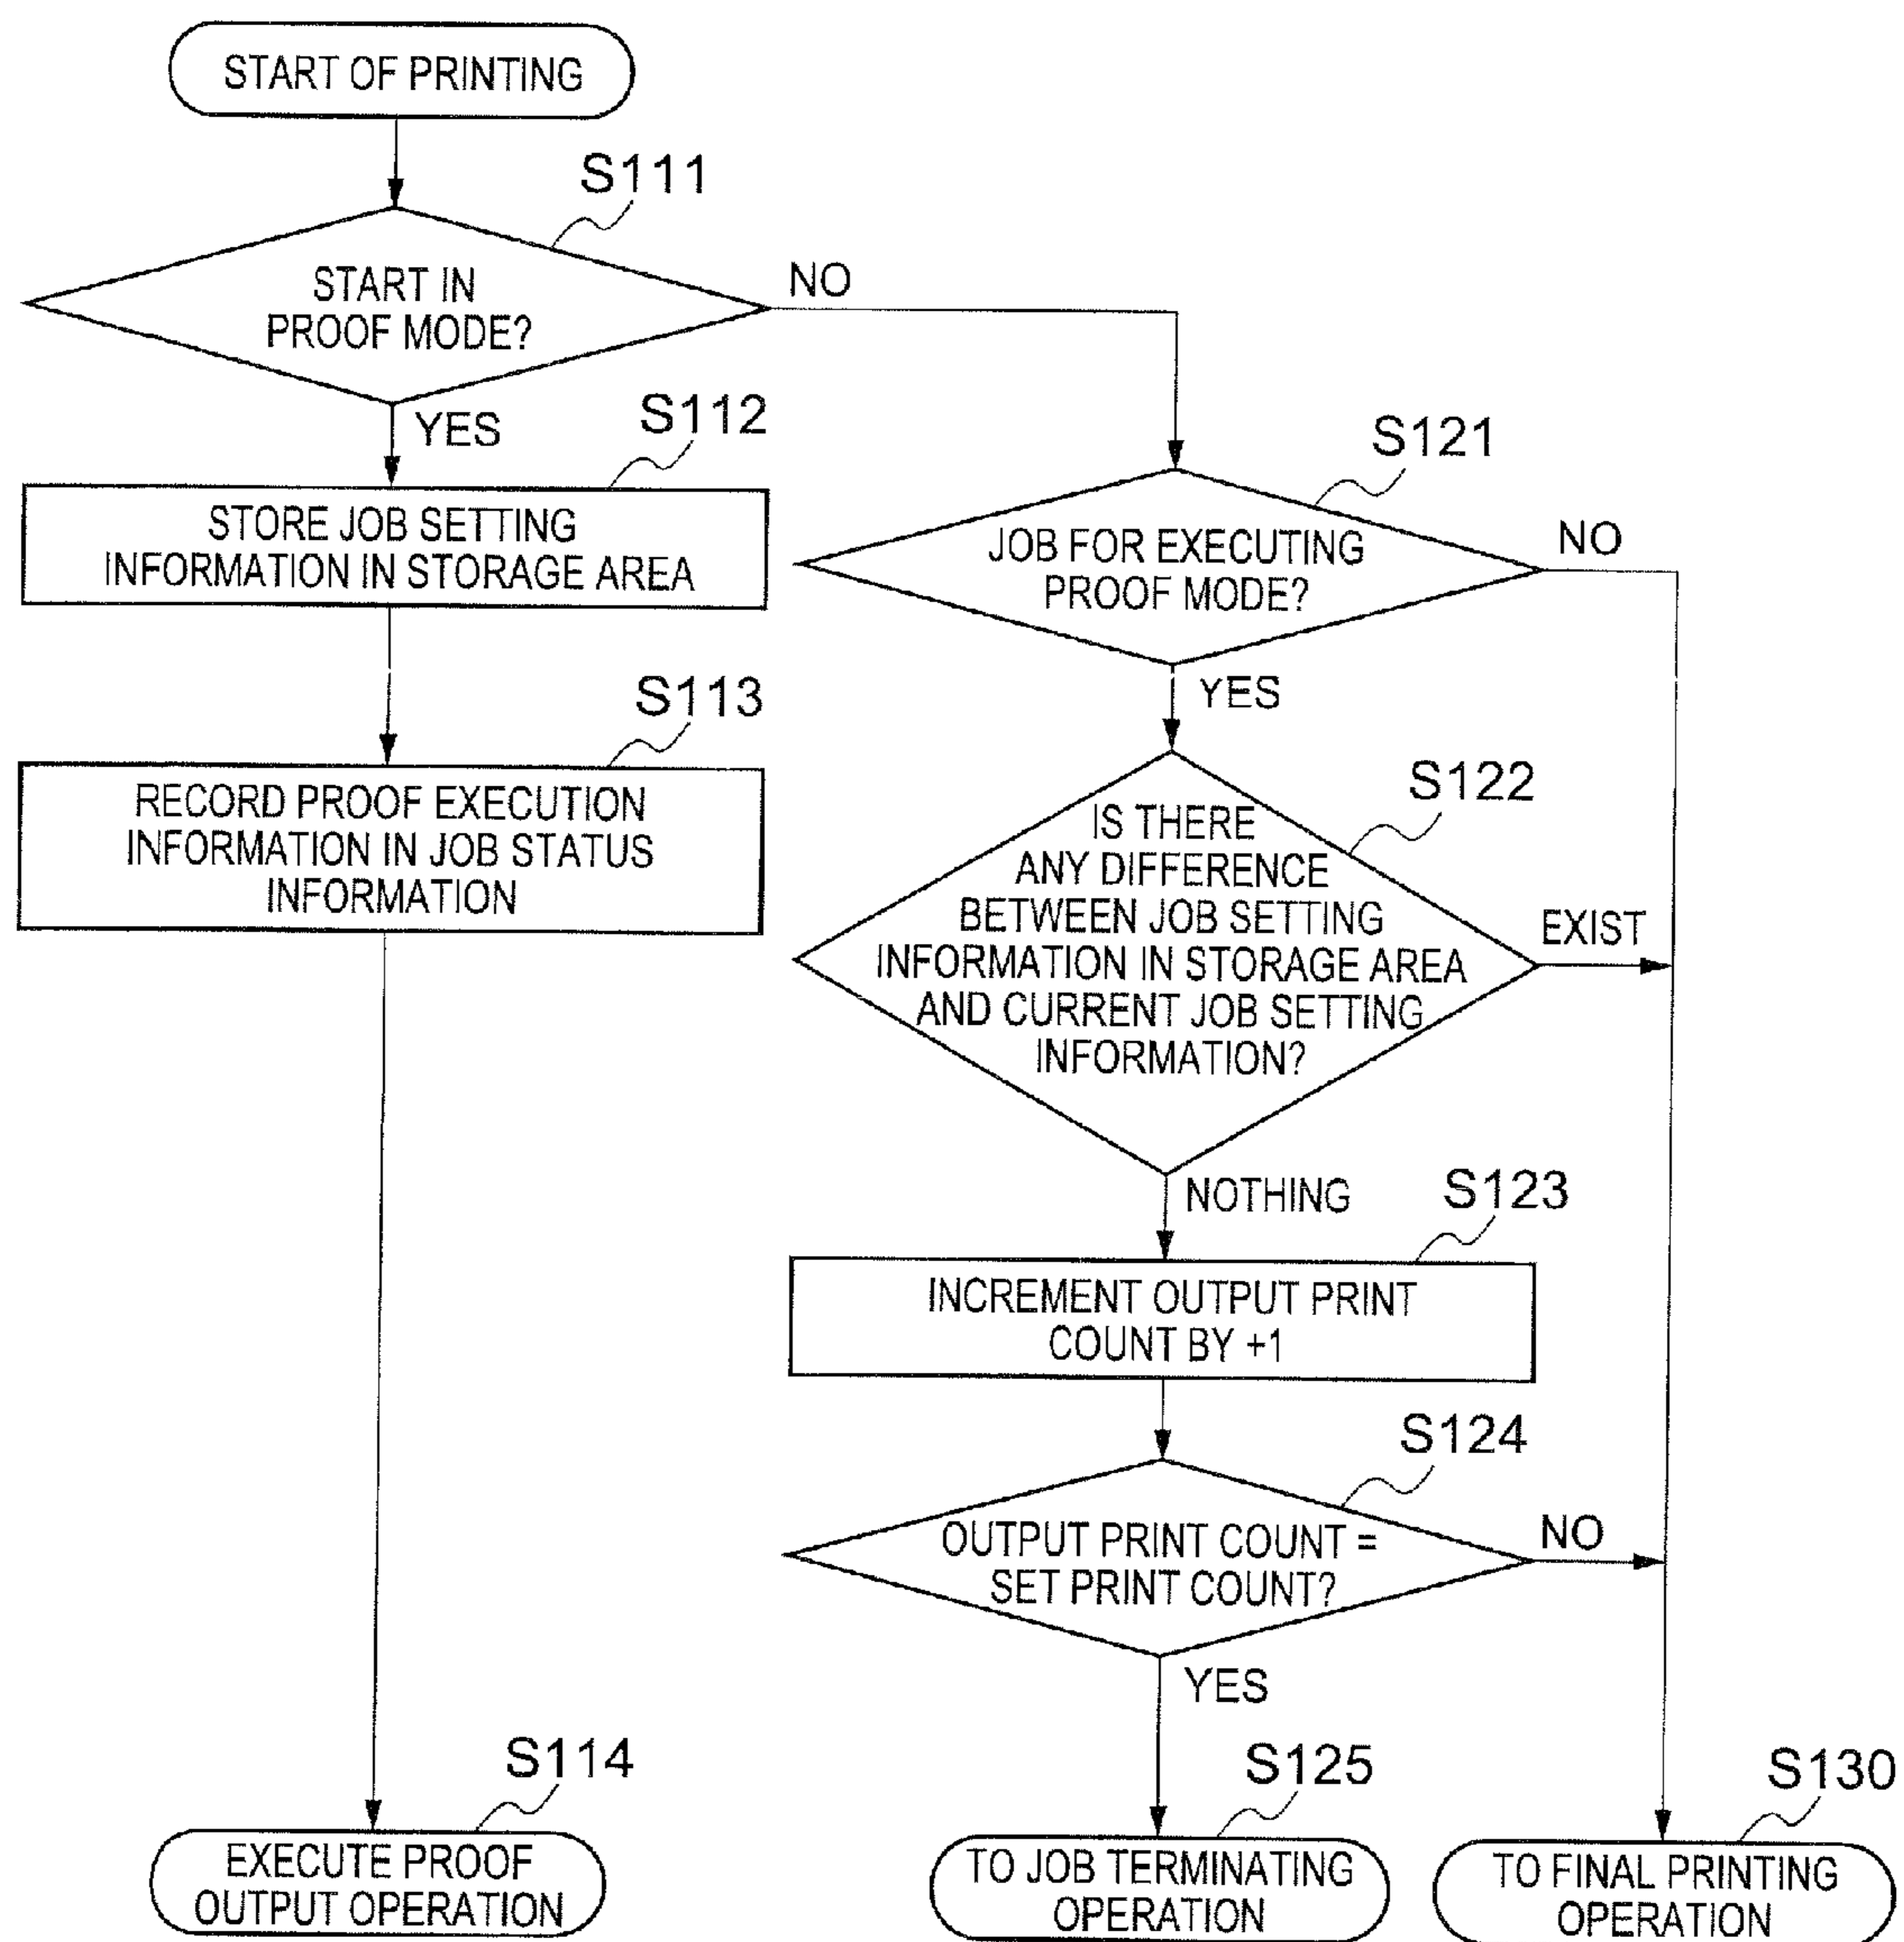 START OF PRINTING
S111
START IN
PROOF MODE?
NO
YES
S112
STORE JOB SETTING
INFORMATION IN STORAGE AREA
S113
RECORD PROOF EXECUTION
INFORMATION IN JOB STATUS
INFORMATION
S114
EXECUTE PROOF
OUTPUT OPERATION
S121
JOB FOR EXECUTING
PROOF MODE?
NO
YES
S122
IS THERE
ANY DIFFERENCE
BETWEEN JOB SETTING
INFORMATION IN STORAGE AREA
AND CURRENT JOB SETTING
INFORMATION?
EXIST
NOTHING
S123
INCREMENT OUTPUT PRINT
COUNT BY +1
S124
OUTPUT PRINT COUNT =
SET PRINT COUNT?
NO
YES
S125
TO JOB TERMINATING
OPERATION
S130
TO FINAL PRINTING
OPERATION